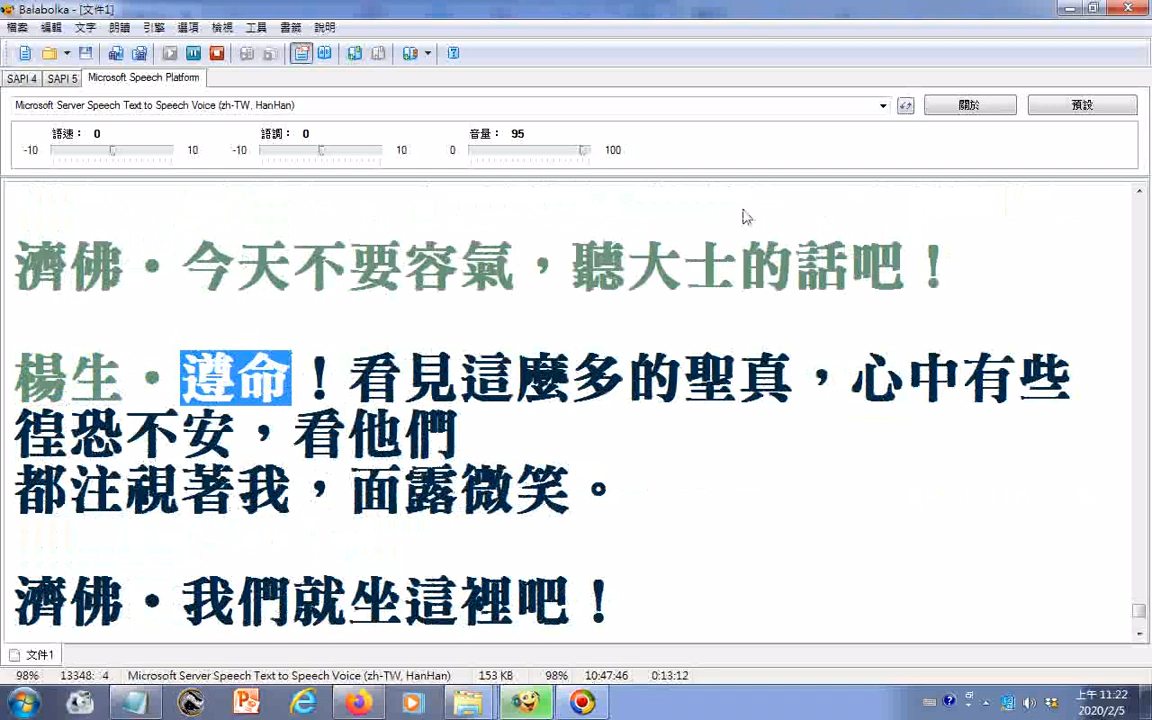 Balabolka - [文件1]
檔案 編輯 文字 朗讀 引擎 選項 檢視 工具 書籤 說明
SAPI 4 SAPI 5 Microsoft Speech Platform
Microsoft Server Speech Text to Speech Voice (zh-TW, HanHan) 關於 預設
語速： 0 語調： 0 音量： 95
-10 10 -10 10 0 100
濟佛・今天不要容氣，聽大士的話吧！
楊生・遵命！看見這麼多的聖真，心中有些
徨恐不安，看他們
都注視著我，面露微笑。
濟佛・我們就坐這裡吧！
文件1
98% 13348: 4 Microsoft Server Speech Text to Speech Voice (zh-TW, HanHan) 153 KB 98% 10:47:46 0:13:12
上午 11:22
2020/2/5